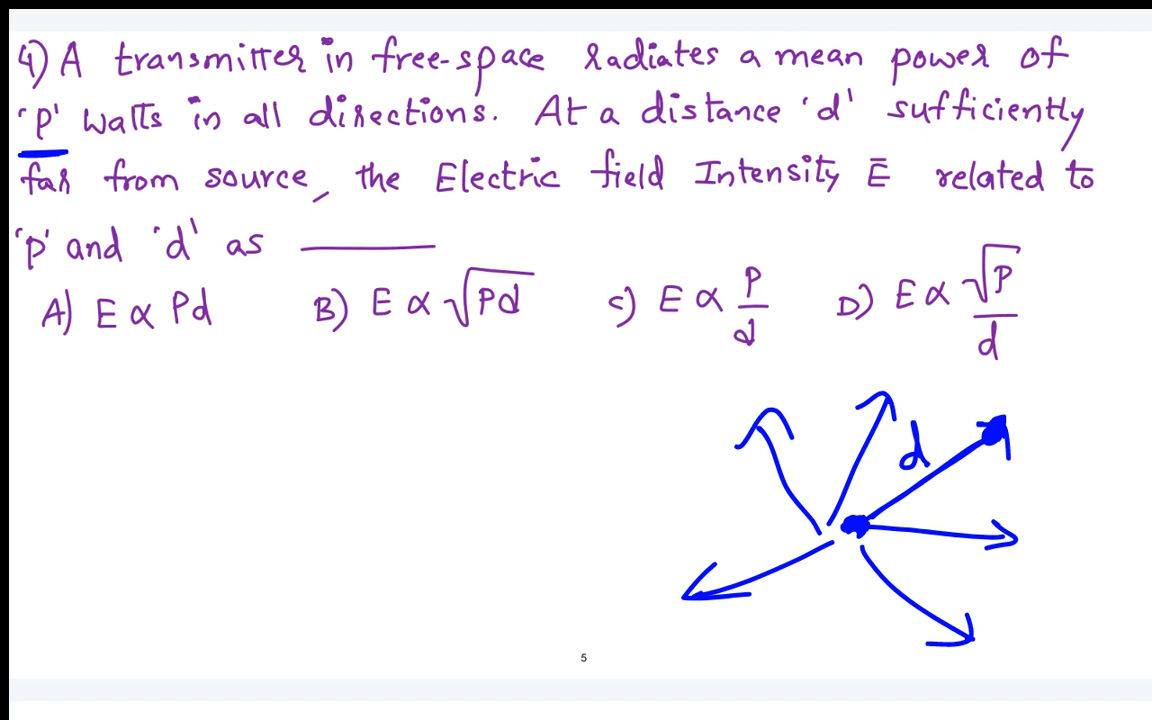 4) A transmitter in free-space radiates a mean power of
'P' watts in all directions. At a distance 'd' sufficiently
far from source, the Electric field Intensity Ē related to
'p' and 'd' as ______
A) E ∝ Pd B) E ∝ √Pd C) E ∝ P/d D) E ∝ √P/d
d
5